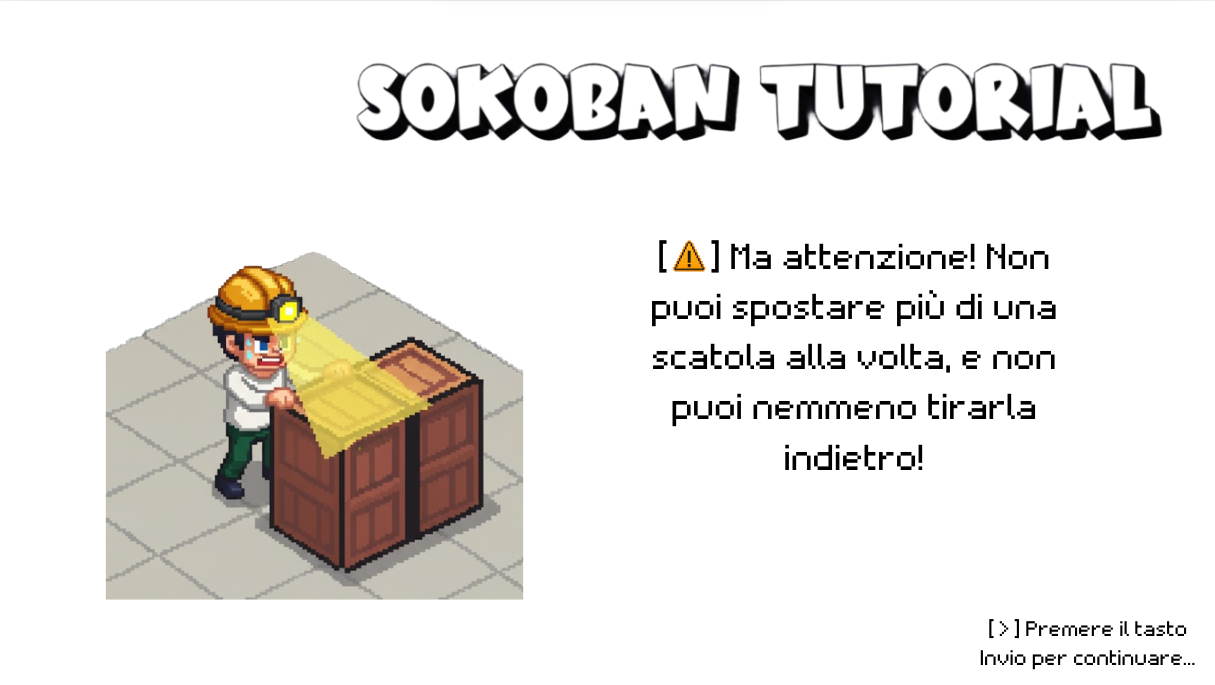 SOKOBAN TUTORIAL
[⚠] Ma attenzione! Non
puoi spostare più di una
scatola alla volta, e non
puoi nemmeno tirarla
indietro!
[>] Premere il tasto
Invio per continuare...